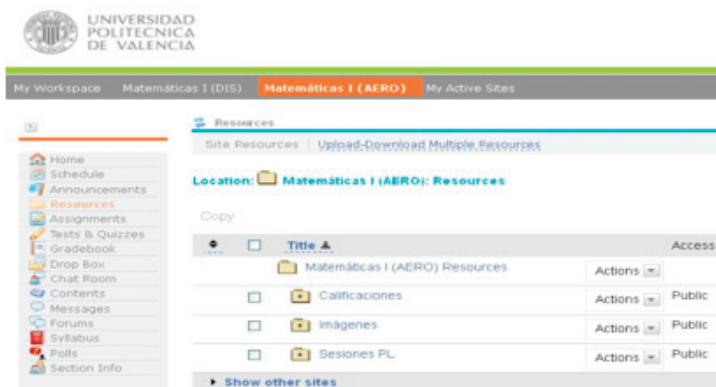 UNIVERSIDAD
POLITECNICA
DE VALENCIA
My Workspace Matemáticas I (DIS) Matemáticas I (AERO) My Active Sites
Resources
Site Resources | Upload-Download Multiple Resources
Location: Matemáticas I (AERO): Resources
Copy
Title Access
Matemáticas I (AERO) Resources Actions
Calificaciones Actions Public
Imágenes Actions Public
Sesiones PL Actions Public
Show other sites
Home
Schedule
Announcements
Resources
Assignments
Tests & Quizzes
Gradebook
Drop Box
Chat Room
Contents
Messages
Forums
Syllabus
Polls
Section Info